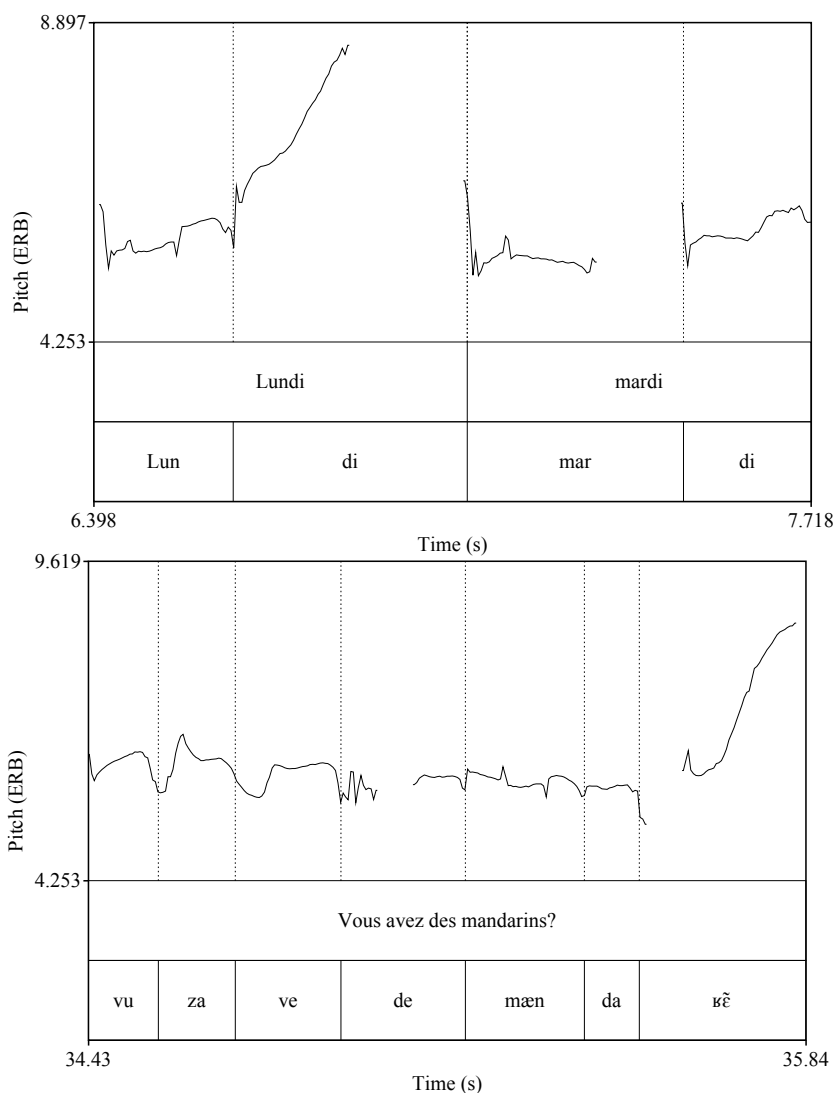 8.897
Pitch (ERB)
4.253
Lundi mardi
Lun di mar di
6.398 7.718
Time (s)
9.619
Pitch (ERB)
4.253
Vous avez des mandarins?
vu za ve de mæn da ʁɛ̃
34.43 35.84
Time (s)